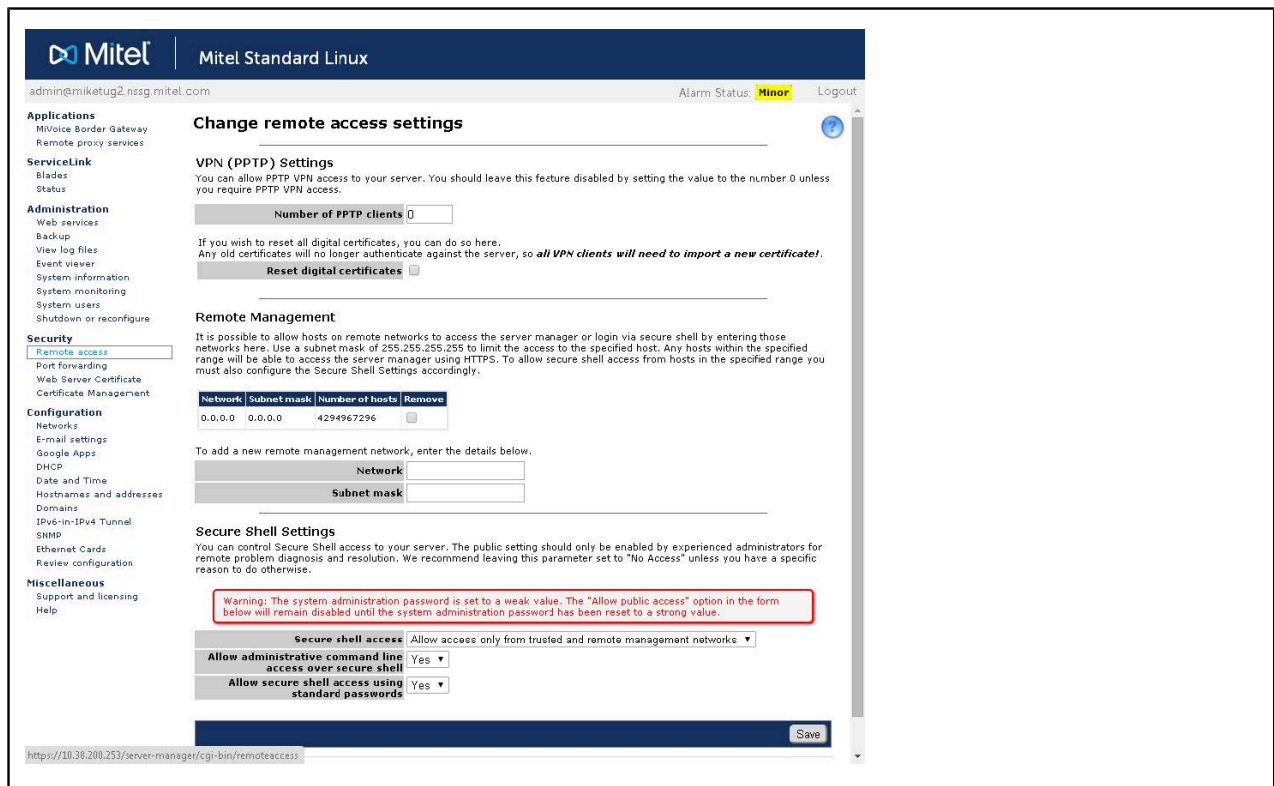 Mitel
Mitel Standard Linux
admin@miketug2.nssg.mitel.com
Alarm Status: Minor
Logout
Applications
MiVoice Border Gateway
Remote proxy services
ServiceLink
Blades
Status
Administration
Web services
Backup
View log files
Event viewer
System information
System monitoring
System users
Shutdown or reconfigure
Security
Remote access
Port forwarding
Web Server Certificate
Certificate Management
Configuration
Networks
E-mail settings
Google Apps
DHCP
Date and Time
Hostnames and addresses
Domains
IPv6-in-IPv4 Tunnel
SNMP
Ethernet Cards
Review configuration
Miscellaneous
Support and licensing
Help
Change remote access settings
?
VPN (PPTP) Settings
You can allow PPTP VPN access to your server. You should leave this feature disabled by setting the value to the number 0 unless
you require PPTP VPN access.
Number of PPTP clients 0
If you wish to reset all digital certificates, you can do so here.
Any old certificates will no longer authenticate against the server, so all VPN clients will need to import a new certificate!.
Reset digital certificates
Remote Management
It is possible to allow hosts on remote networks to access the server manager or login via secure shell by entering those
networks here. Use a subnet mask of 255.255.255.255 to limit the access to the specified host. Any hosts within the specified
range will be able to access the server manager using HTTPS. To allow secure shell access from hosts in the specified range you
must also configure the Secure Shell Settings accordingly.
Network Subnet mask Number of hosts Remove
0.0.0.0 0.0.0.0 4294967296
To add a new remote management network, enter the details below.
Network
Subnet mask
Secure Shell Settings
You can control Secure Shell access to your server. The public setting should only be enabled by experienced administrators for
remote problem diagnosis and resolution. We recommend leaving this parameter set to "No Access" unless you have a specific
reason to do otherwise.
Warning: The system administration password is set to a weak value. The "Allow public access" option in the form
below will remain disabled until the system administration password has been reset to a strong value.
Secure shell access Allow access only from trusted and remote management networks
Allow administrative command line
access over secure shell Yes
Allow secure shell access using
standard passwords Yes
Save
https://10.38.200.253/server-manager/cgi-bin/remoteaccess